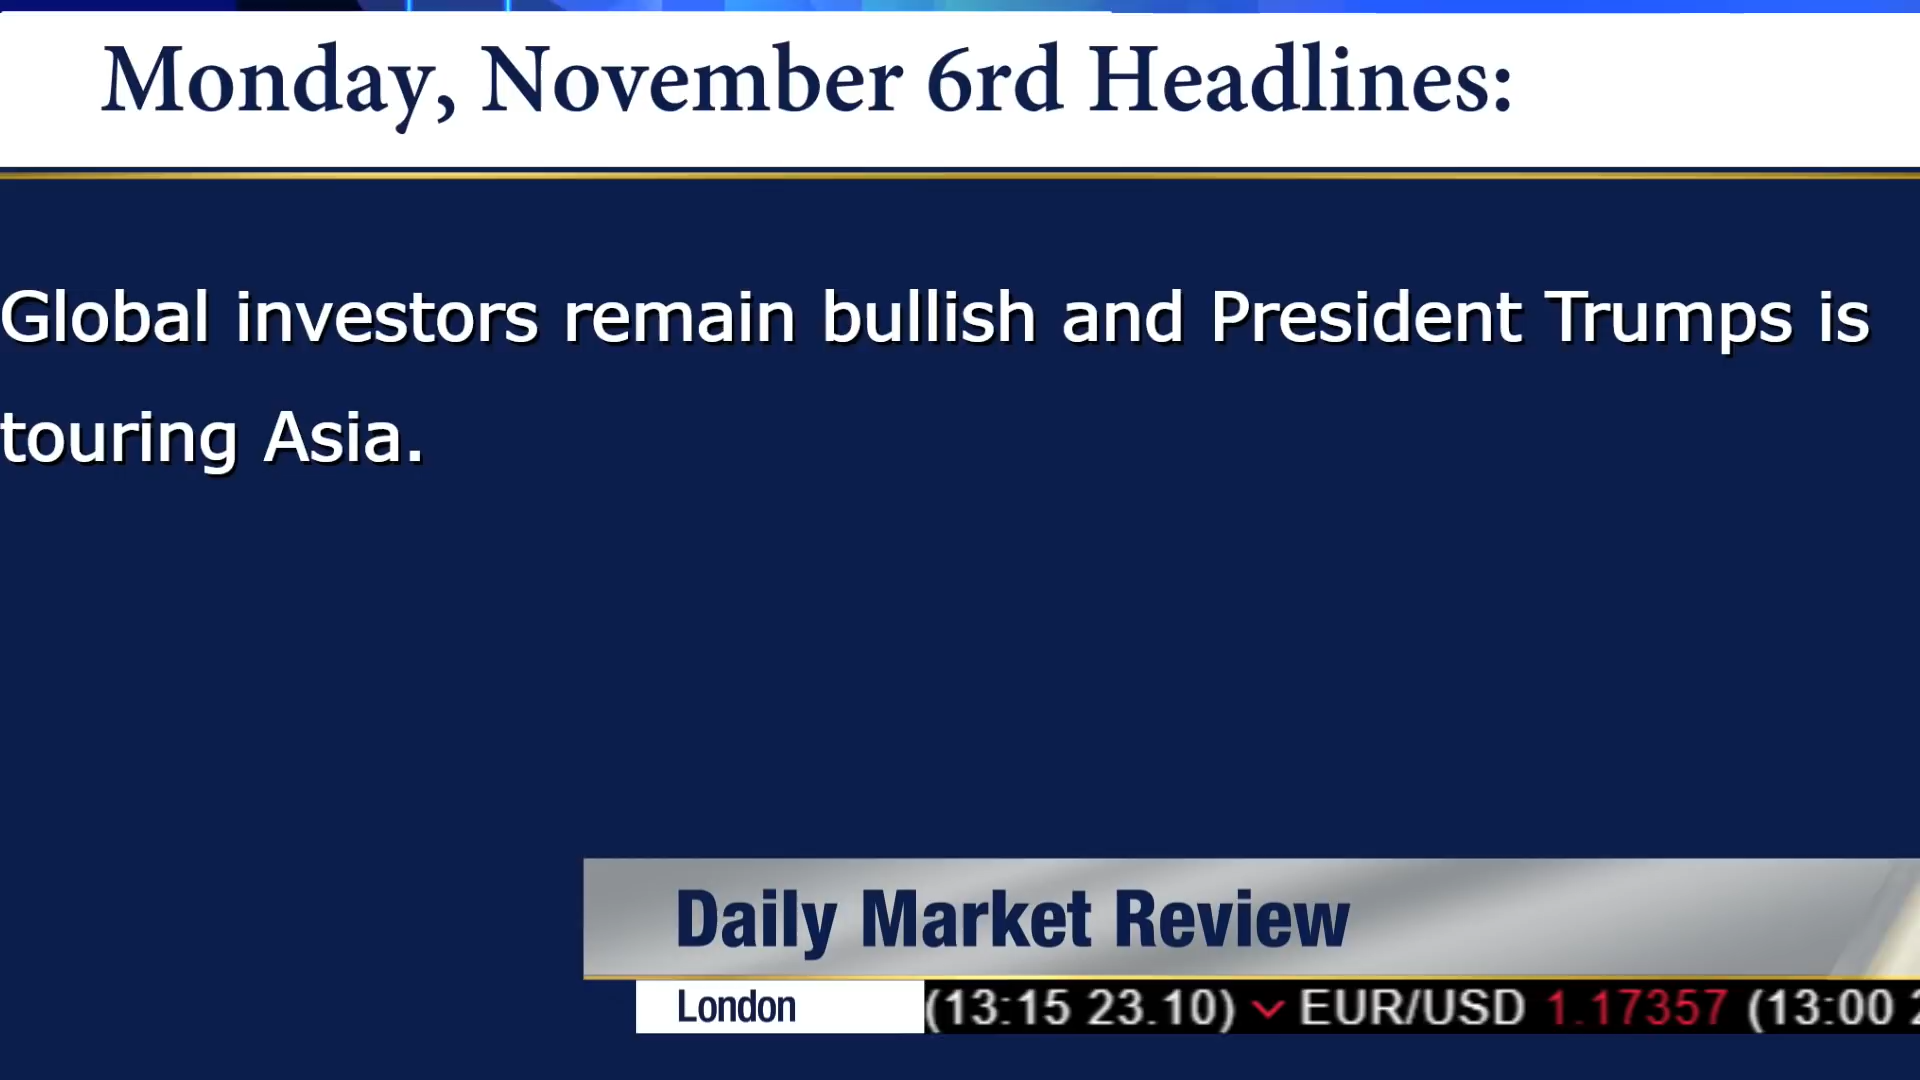 Monday, November 6rd Headlines:
Global investors remain bullish and President Trumps is
touring Asia.
Daily Market Review
London
(13:15 23.10) EUR/USD 1.17357 (13:00